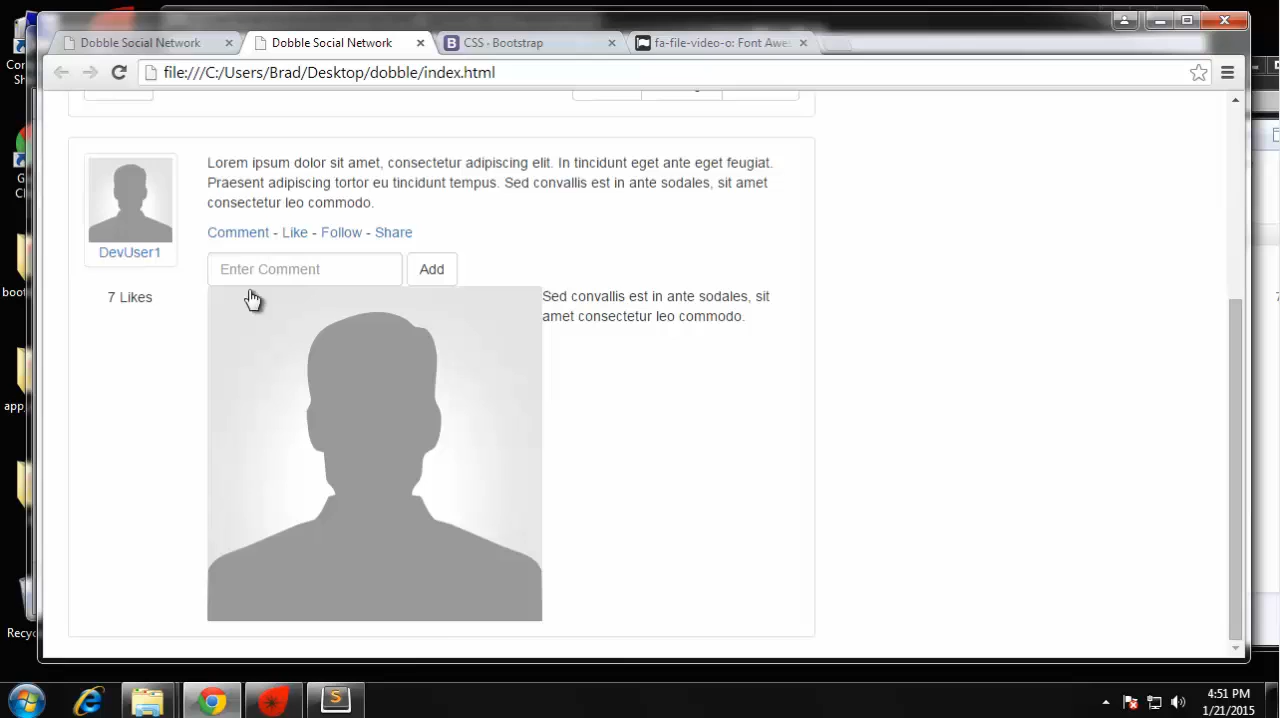 Dobble Social Network
Dobble Social Network
CSS · Bootstrap
fa-file-video-o: Font Awe
file:///C:/Users/Brad/Desktop/dobble/index.html
Lorem ipsum dolor sit amet, consectetur adipiscing elit. In tincidunt eget ante eget feugiat.
Praesent adipiscing tortor eu tincidunt tempus. Sed convallis est in ante sodales, sit amet
consectetur leo commodo.
Comment - Like - Follow - Share
DevUser1
Enter Comment
Add
7 Likes
Sed convallis est in ante sodales, sit
amet consectetur leo commodo.
boot
app
Recyc
4:51 PM
1/21/2015